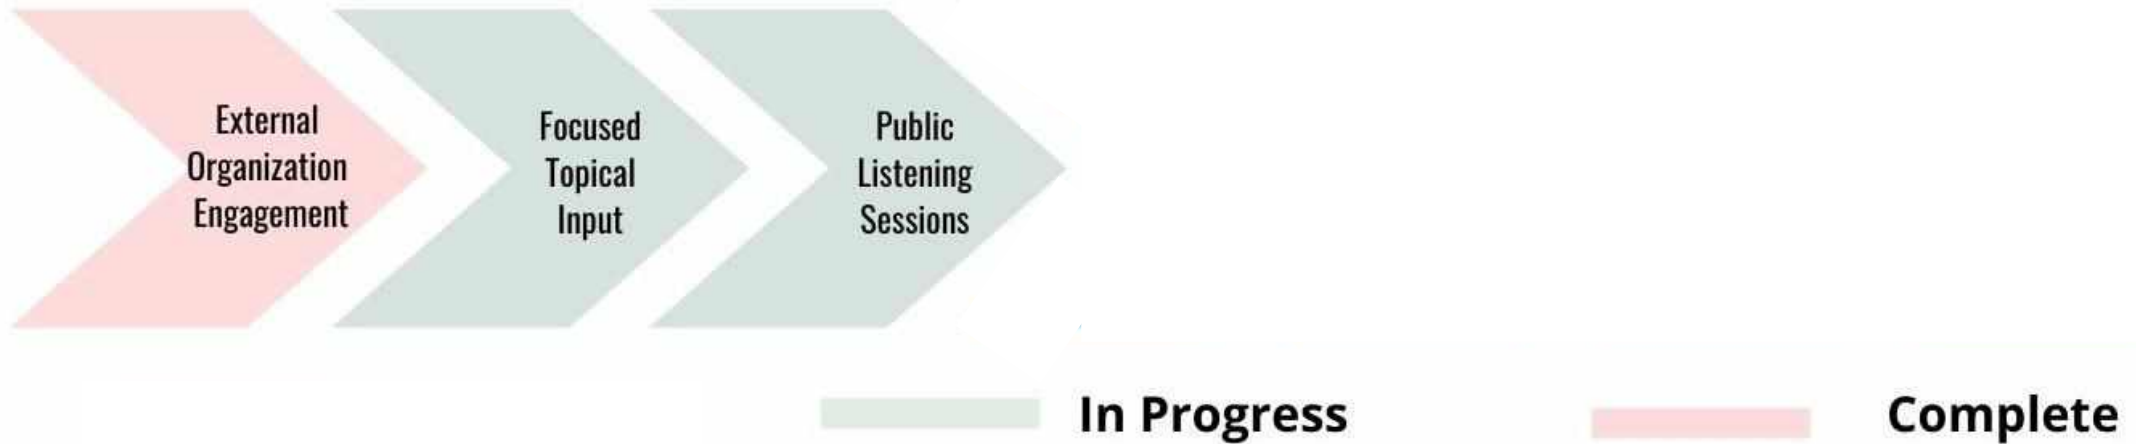 External
Organization
Engagement
Focused
Topical
Input
Public
Listening
Sessions
In Progress
Complete